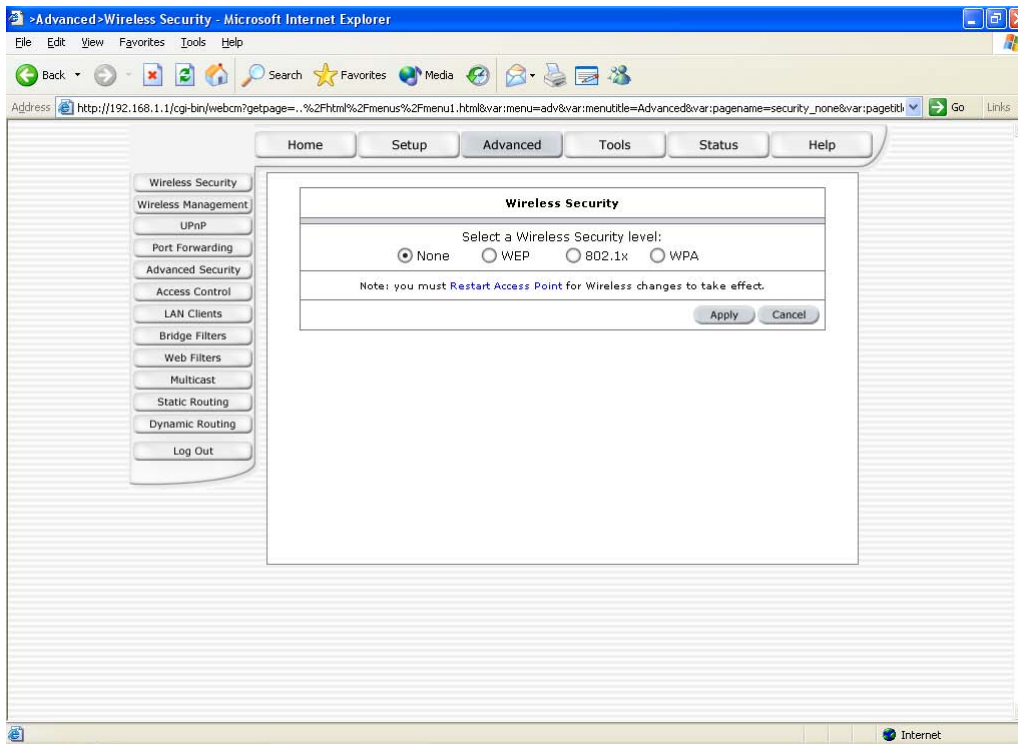 >Advanced>Wireless Security - Microsoft Internet Explorer
File Edit View Favorites Tools Help
Back Search Favorites Media
Address http://192.168.1.1/cgi-bin/webcm?getpage=..%2Fhtml%2Fmenus%2Fmenu1.html&var:menu=adv&var:menutitle=Advanced&var:pagename=security_none&var:pagetitl Go Links
Home Setup Advanced Tools Status Help
Wireless Security
Wireless Management
UPnP
Port Forwarding
Advanced Security
Access Control
LAN Clients
Bridge Filters
Web Filters
Multicast
Static Routing
Dynamic Routing
Log Out
Wireless Security
Select a Wireless Security level:
None WEP 802.1x WPA
Note: you must Restart Access Point for Wireless changes to take effect.
Apply Cancel
Internet